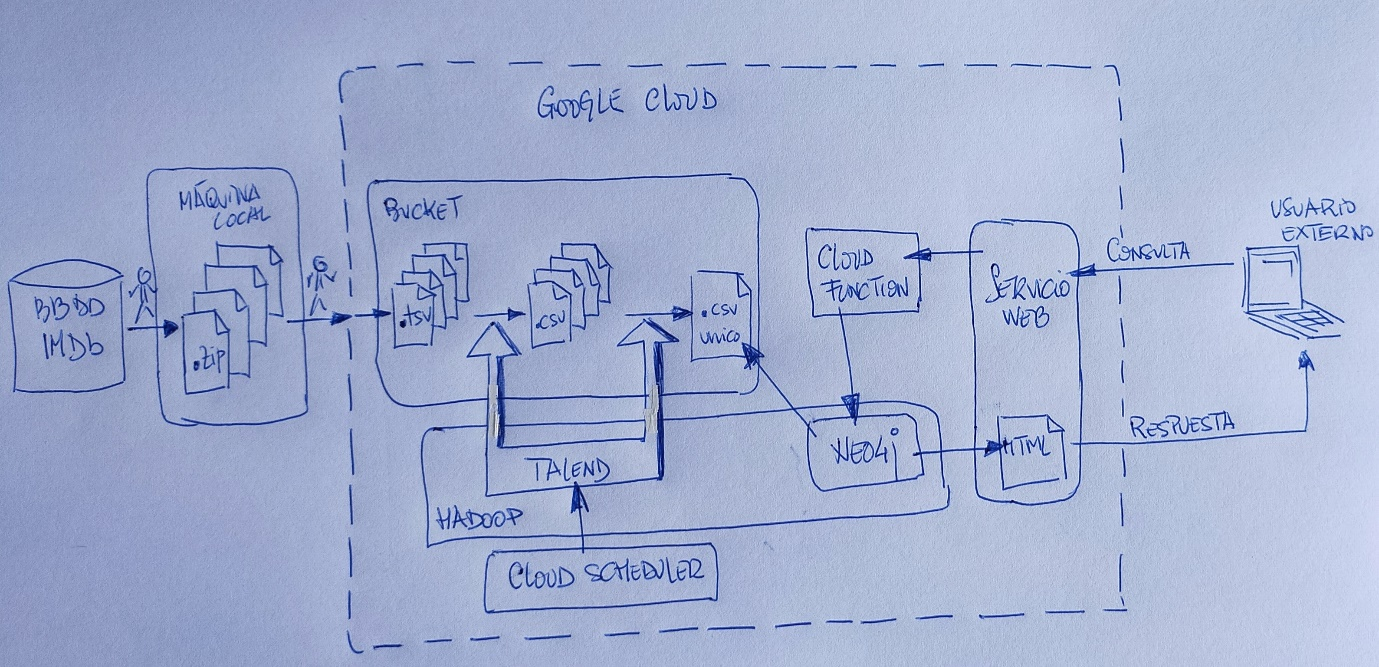 GOOGLE CLOUD
MÁQUINA
LOCAL
BUCKET
USUARIO
EXTERNO
CONSULTA
CLOUD
FUNCTION
SERVICIO
WEB
BBDD
IMDb
.zip
.tsv
.csv
.csv
unico
RESPUESTA
NEO4j
HTML
TALEND
HADOOP
CLOUD SCHEDULER